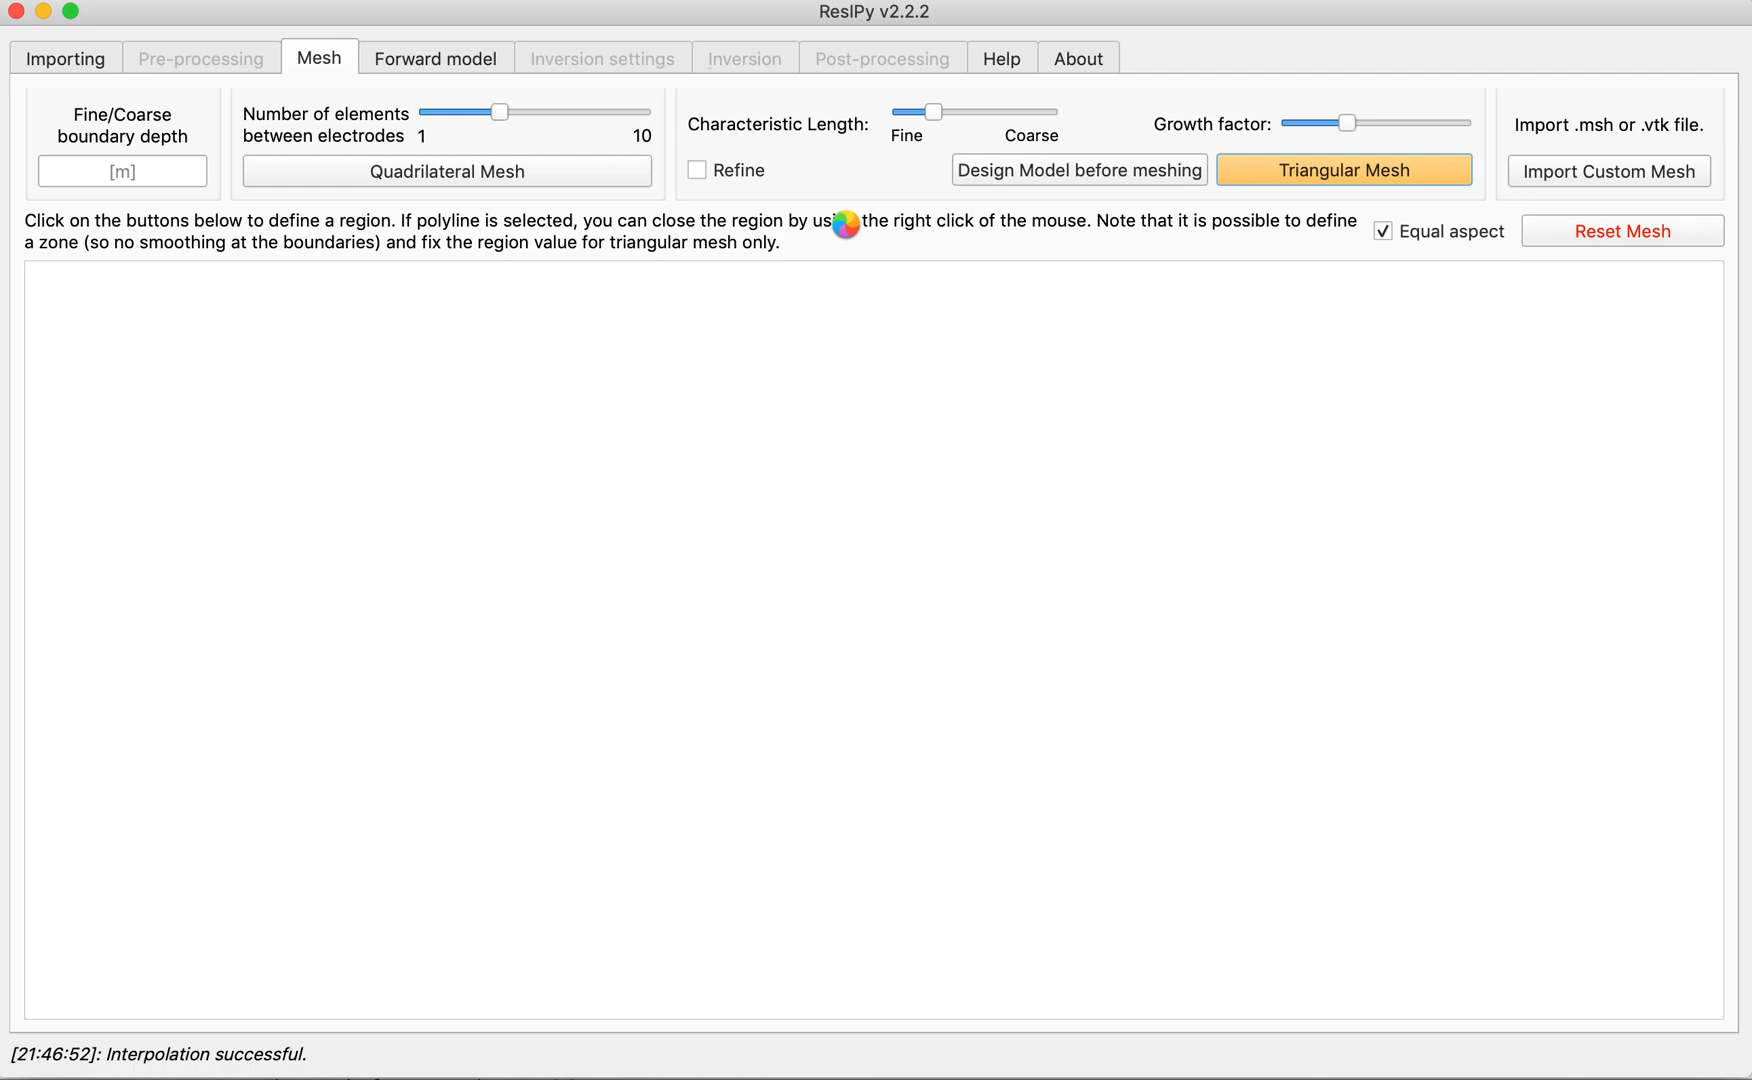 ResIPy v2.2.2
Importing
Pre-processing
Mesh
Forward model
Inversion settings
Inversion
Post-processing
Help
About
Fine/Coarse
boundary depth
[m]
Number of elements
between electrodes
1
10
Quadrilateral Mesh
Characteristic Length:
Fine
Coarse
Growth factor:
Refine
Design Model before meshing
Triangular Mesh
Import .msh or .vtk file.
Import Custom Mesh
Click on the buttons below to define a region. If polyline is selected, you can close the region by usi the right click of the mouse. Note that it is possible to define
a zone (so no smoothing at the boundaries) and fix the region value for triangular mesh only.
Equal aspect
Reset Mesh
[21:46:52]: Interpolation successful.